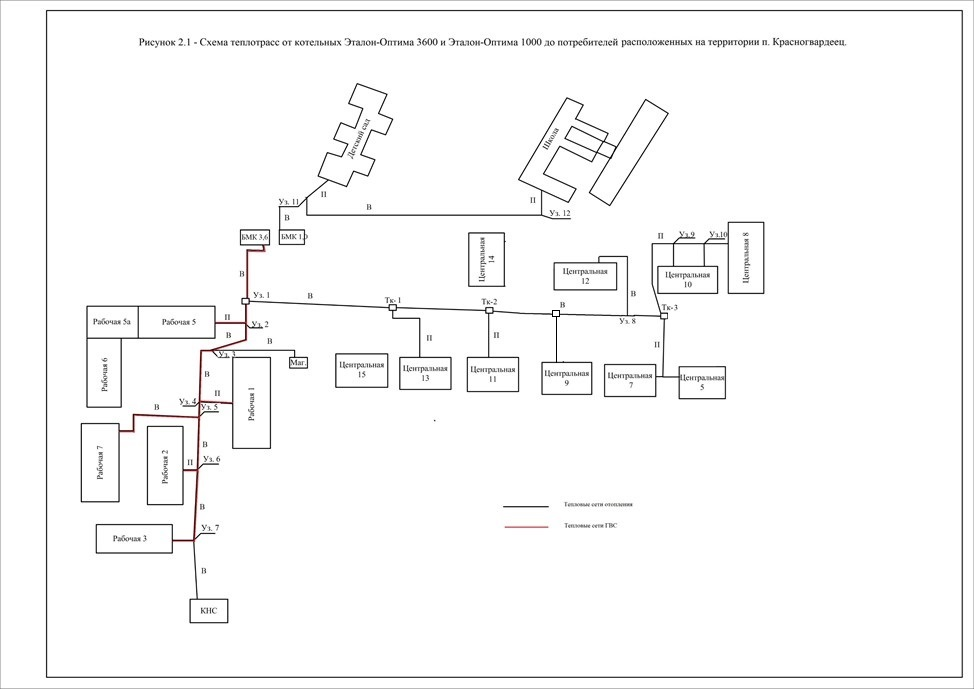 Рисунок 2.1 - Схема теплотрасс от котельных Эталон-Оптима 3600 и Эталон-Оптима 1000 до потребителей расположенных на территории п. Красногвардеец.
Детский сад
Школа
П
Уз. 11
В
В
П
Уз. 12
БМК 3,6
БМК 1,0
Центральная
14
П
Уз.9
Уз.10
Центральная 8
Центральная
12
Центральная
10
В
Уз. 1
В
Тк- 1
Тк-2
В
В
Уз. 8
Тк-3
Рабочая 5а
Рабочая 5
П
Уз. 2
В
В
Уз. 3
Маг.
П
П
П
Рабочая 6
Центральная
15
Центральная
13
Центральная
11
Центральная
9
Центральная
7
Центральная
5
В
П
Рабочая 1
Уз. 4
Уз. 5
В
В
Рабочая 7
Рабочая 2
П
Уз. 6
В
Рабочая 3
Уз. 7
В
КНС
Тепловые сети отопления
Тепловые сети ГВС